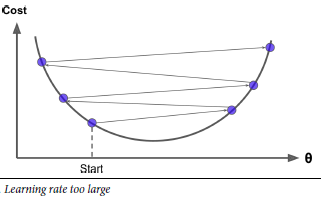 Cost
θ
Start
Learning rate too large